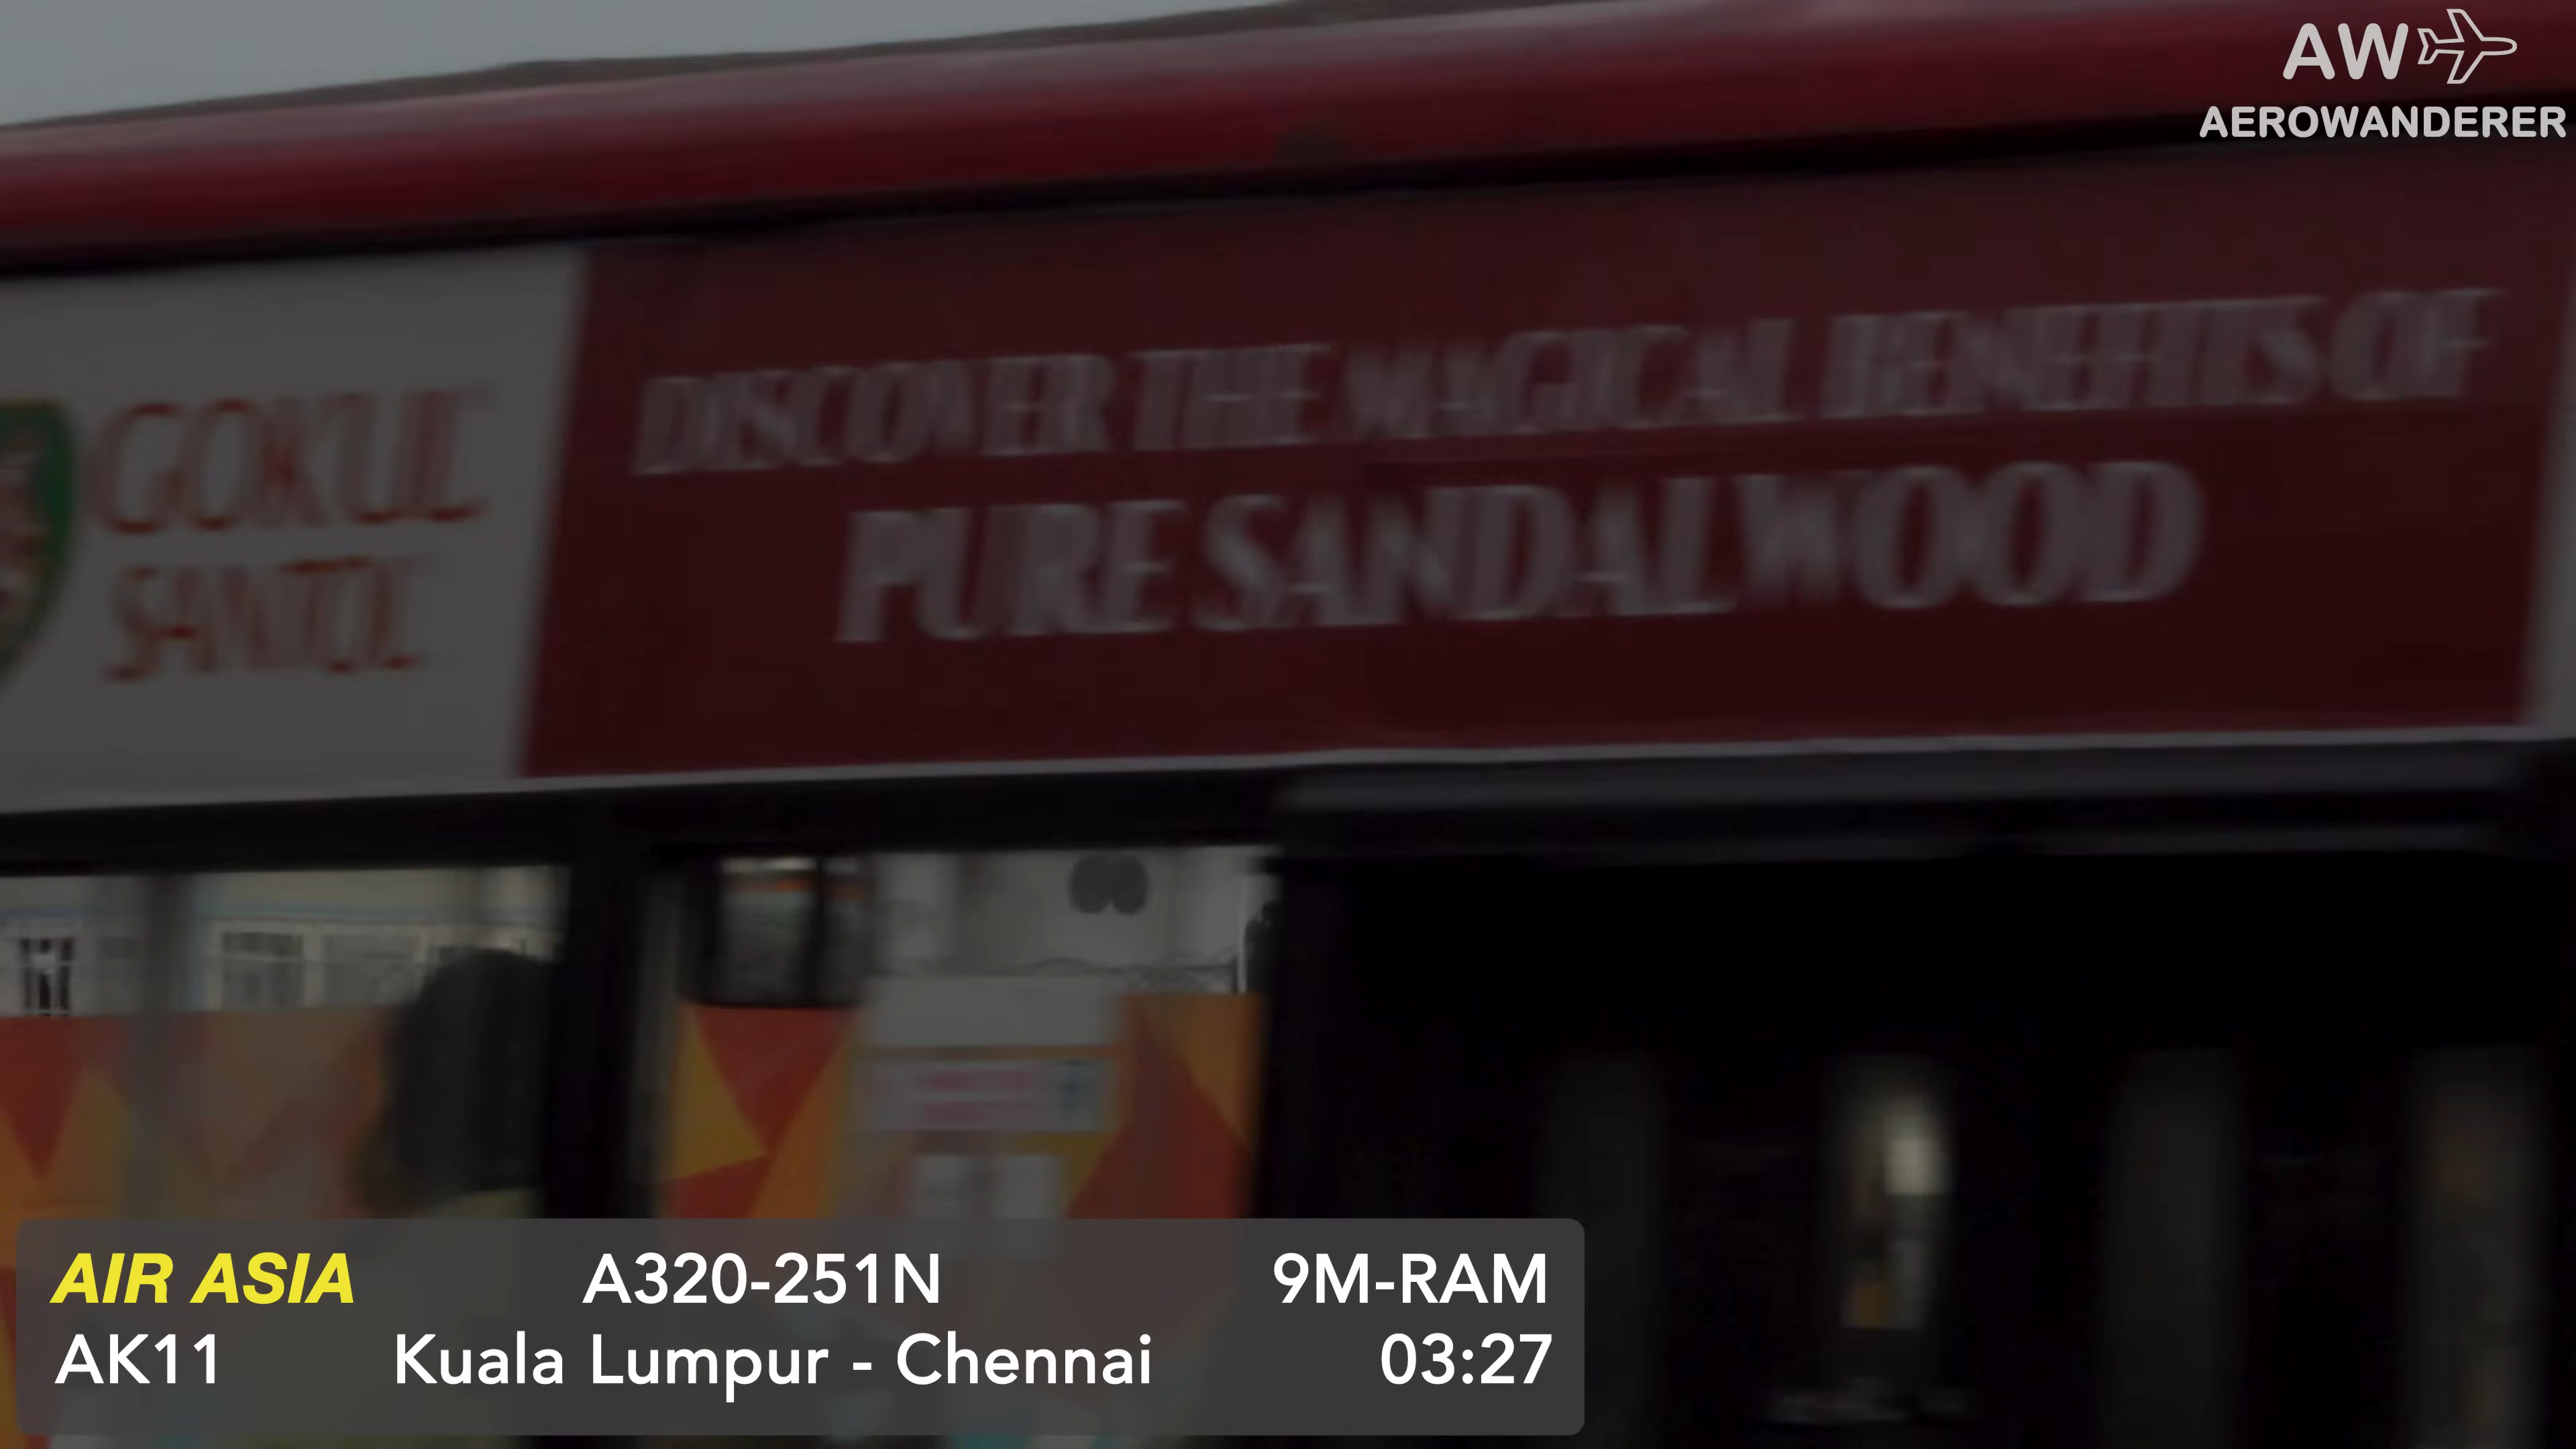 AW
AEROWANDERER
GOKUL
SANTOL
DISCOVER THE MAGICAL BENEFITS OF
PURE SANDALWOOD
AIR ASIA A320-251N 9M-RAM
AK11 Kuala Lumpur - Chennai 03:27